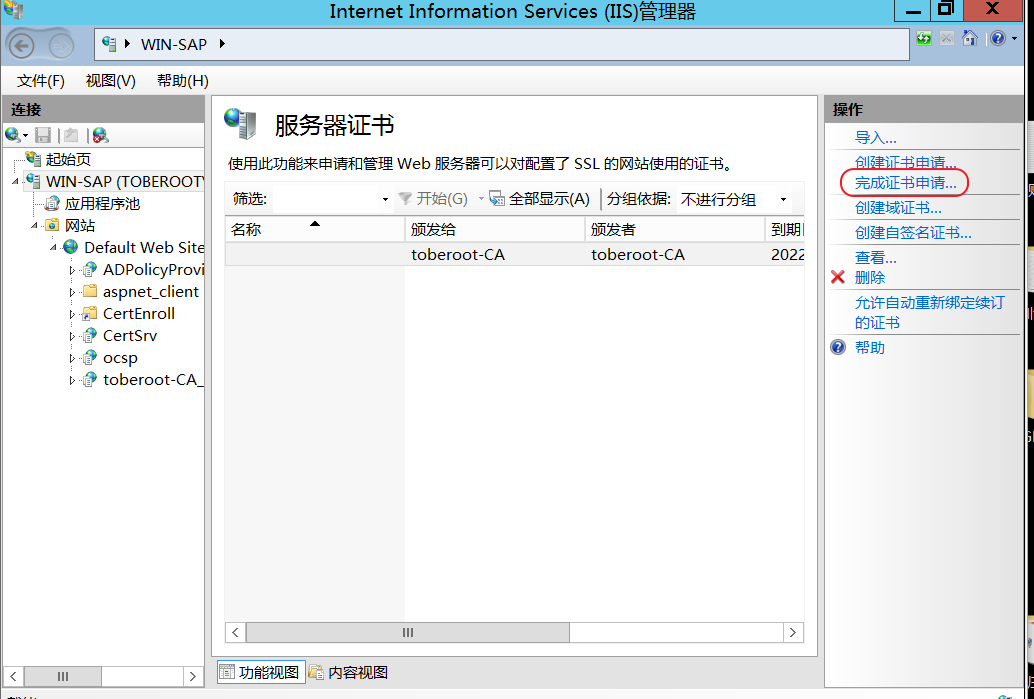 Internet Information Services (IIS)管理器
WIN-SAP
文件(F) 视图(V) 帮助(H)
连接
起始页
WIN-SAP (TOBEROOT
应用程序池
网站
Default Web Site
ADPolicyProvi
aspnet_client
CertEnroll
CertSrv
ocsp
toberoot-CA_
服务器证书
使用此功能来申请和管理 Web 服务器可以对配置了 SSL 的网站使用的证书。
筛选: 开始(G) 全部显示(A) 分组依据: 不进行分组
名称 颁发给 颁发者 到期
toberoot-CA toberoot-CA 2022
功能视图 内容视图
操作
导入...
创建证书申请...
完成证书申请...
创建域证书...
创建自签名证书...
查看...
删除
允许自动重新绑定续订
的证书
帮助